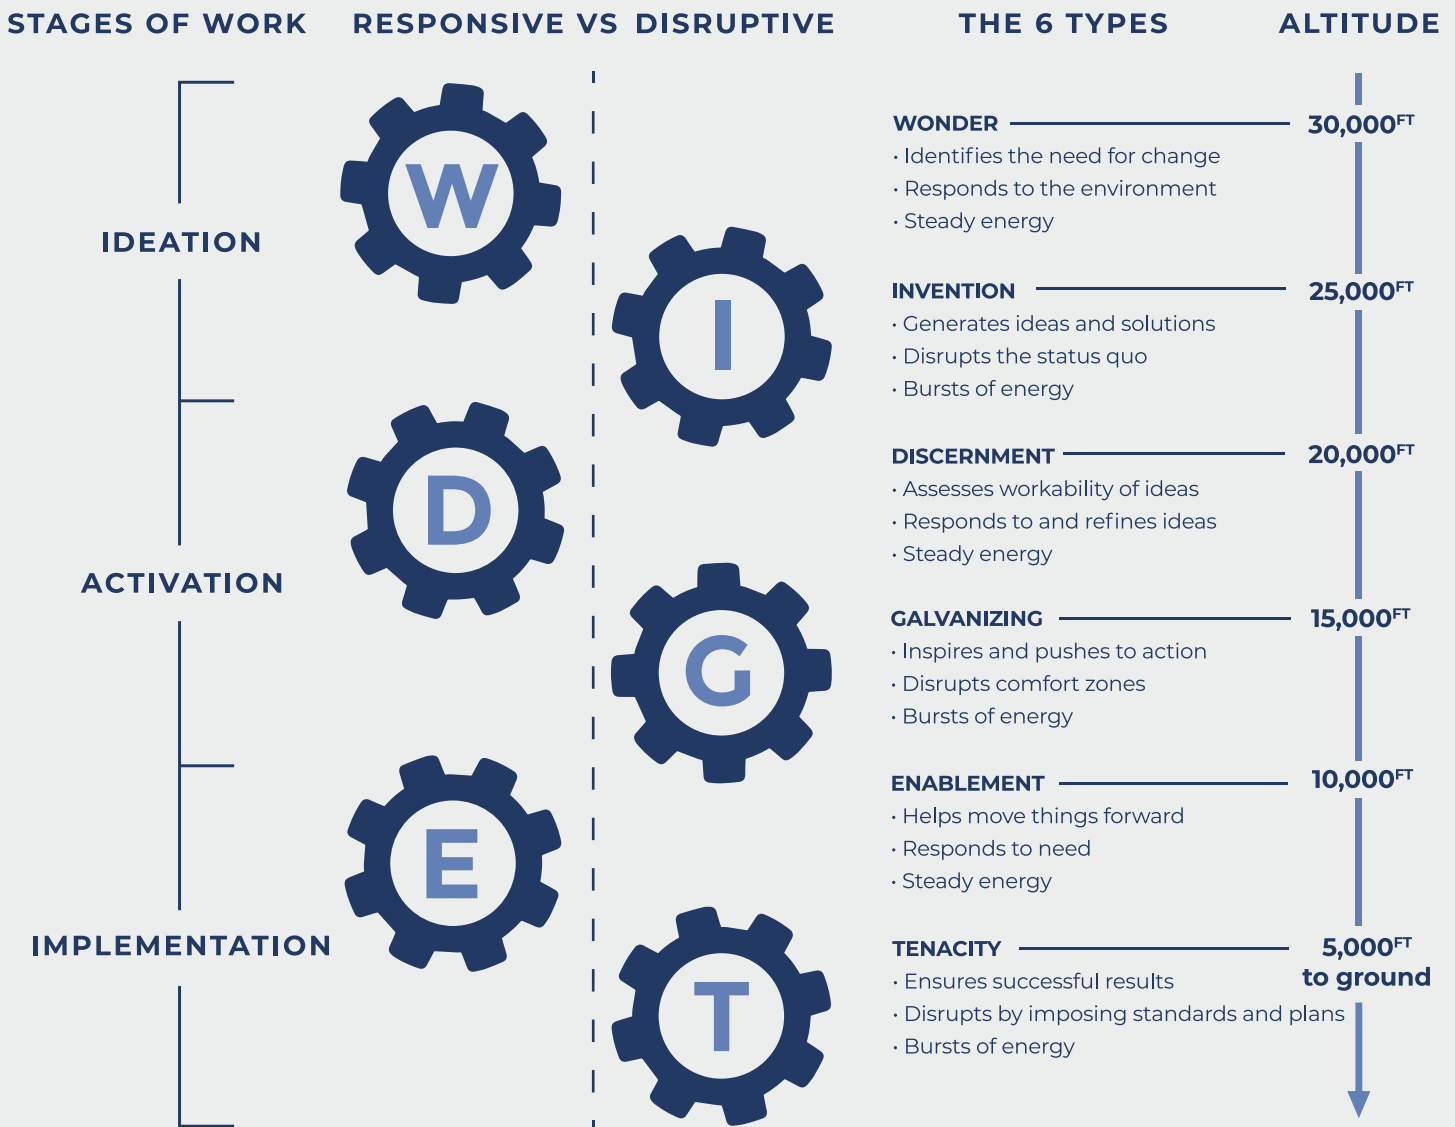 STAGES OF WORK
RESPONSIVE VS DISRUPTIVE
THE 6 TYPES
ALTITUDE
IDEATION
ACTIVATION
IMPLEMENTATION
W
I
D
G
E
T
WONDER
· Identifies the need for change
· Responds to the environment
· Steady energy
30,000FT
INVENTION
· Generates ideas and solutions
· Disrupts the status quo
· Bursts of energy
25,000FT
DISCERNMENT
· Assesses workability of ideas
· Responds to and refines ideas
· Steady energy
20,000FT
GALVANIZING
· Inspires and pushes to action
· Disrupts comfort zones
· Bursts of energy
15,000FT
ENABLEMENT
· Helps move things forward
· Responds to need
· Steady energy
10,000FT
TENACITY
· Ensures successful results
· Disrupts by imposing standards and plans
· Bursts of energy
5,000FT
to ground